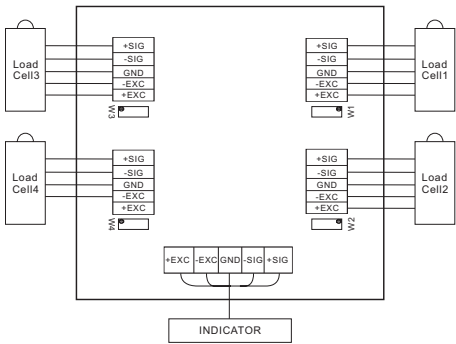 Load
Cell3
+SIG
-SIG
GND
-EXC
+EXC
W3
+SIG
-SIG
GND
-EXC
+EXC
W1
Load
Cell1
Load
Cell4
+SIG
-SIG
GND
-EXC
+EXC
W4
+SIG
-SIG
GND
-EXC
+EXC
W2
Load
Cell2
+EXC -EXC GND -SIG +SIG
INDICATOR